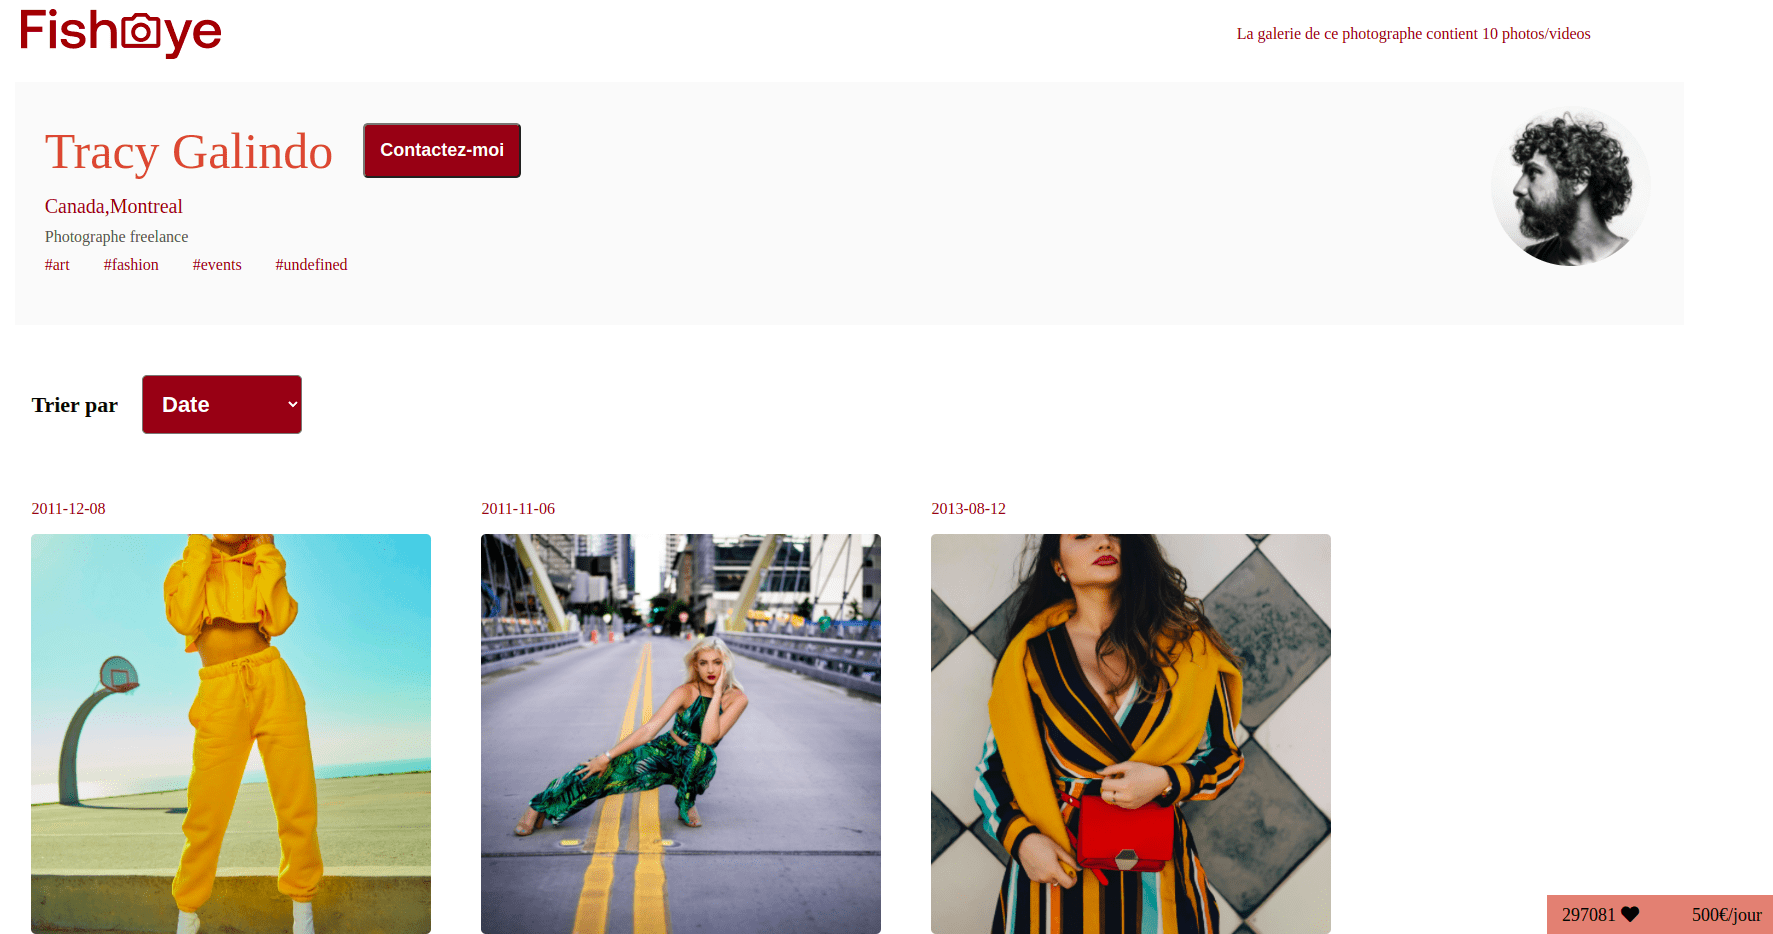 Fisheye
La galerie de ce photographe contient 10 photos/videos
Tracy Galindo
Contactez-moi
Canada,Montreal
Photographe freelance
#art #fashion #events #undefined
Trier par Date
2011-12-08 2011-11-06 2013-08-12
297081 500€/jour